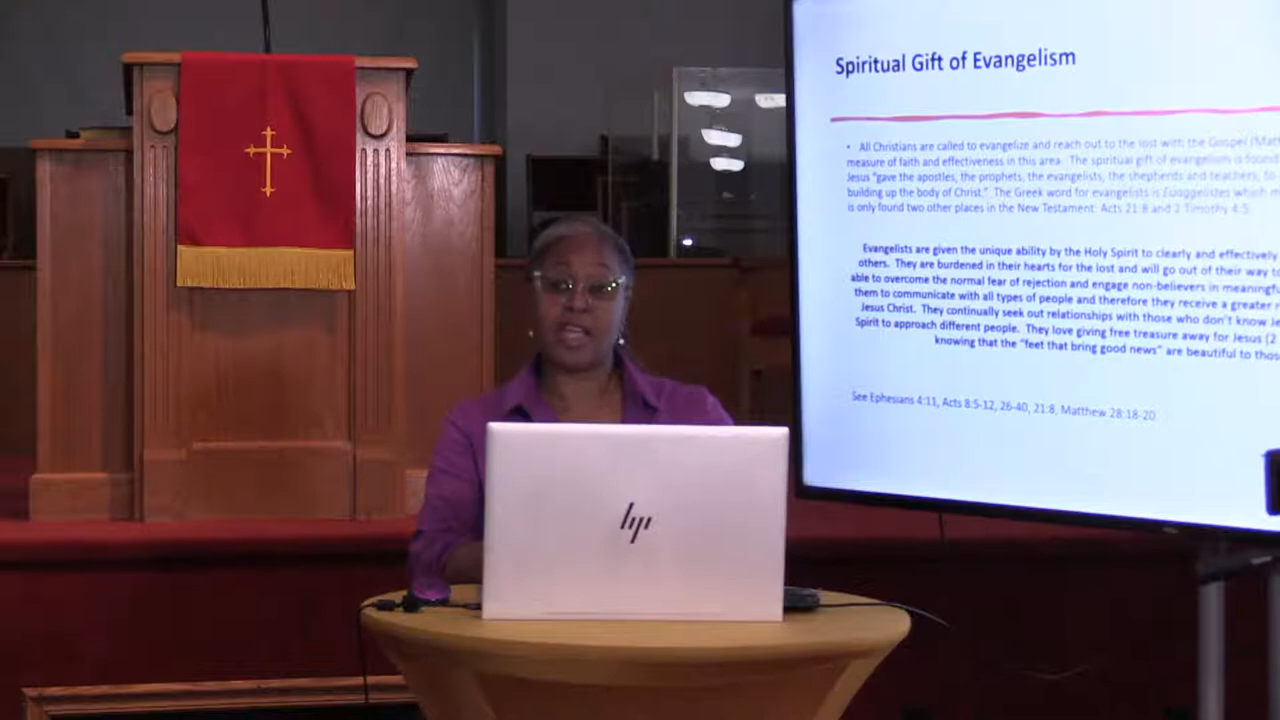 Spiritual Gift of Evangelism
• All Christians are called to evangelize and reach out to the lost with the Gospel (Matt
measure of faith and effectiveness in this area. The spiritual gift of evangelism is found
Jesus "gave the apostles, the prophets, the evangelists, the shepherds and teachers, to
building up the body of Christ." The Greek word for evangelists is Euaggelistes which m
is only found two other places in the New Testament: Acts 21:8 and 2 Timothy 4:5.
Evangelists are given the unique ability by the Holy Spirit to clearly and effectively
others. They are burdened in their hearts for the lost and will go out of their way to
able to overcome the normal fear of rejection and engage non-believers in meaningfu
them to communicate with all types of people and therefore they receive a greater
Jesus Christ. They continually seek out relationships with those who don't know Je
Spirit to approach different people. They love giving free treasure away for Jesus (2
knowing that the "feet that bring good news" are beautiful to thos
See Ephesians 4:11, Acts 8:5-12, 26-40, 21:8, Matthew 28:18-20
hp